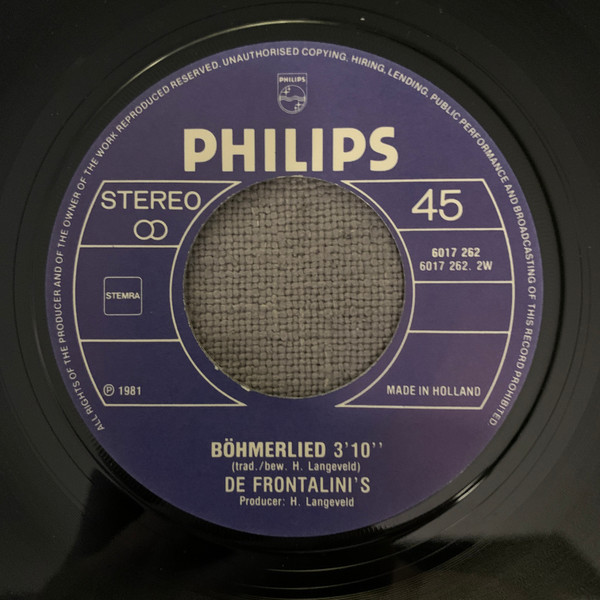 ALL RIGHTS OF THE PRODUCER AND OF THE OWNER OF THE WORK REPRODUCED RESERVED. UNAUTHORISED COPYING, HIRING, LENDING, PUBLIC PERFORMANCE AND BROADCASTING OF THIS RECORD PROHIBITED
PHILIPS
PHILIPS
STEREO
45
6017 262
6017 262. 2W
STEMRA
℗ 1981
MADE IN HOLLAND
BÖHMERLIED 3'10''
(trad./bew. H. Langeveld)
DE FRONTALINI'S
Producer: H. Langeveld